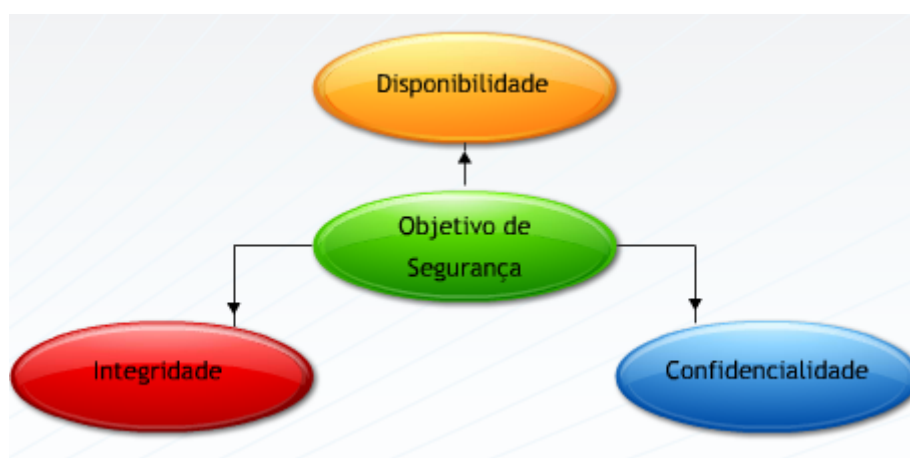 Disponibilidade
Objetivo de
Segurança
Integridade
Confidencialidade